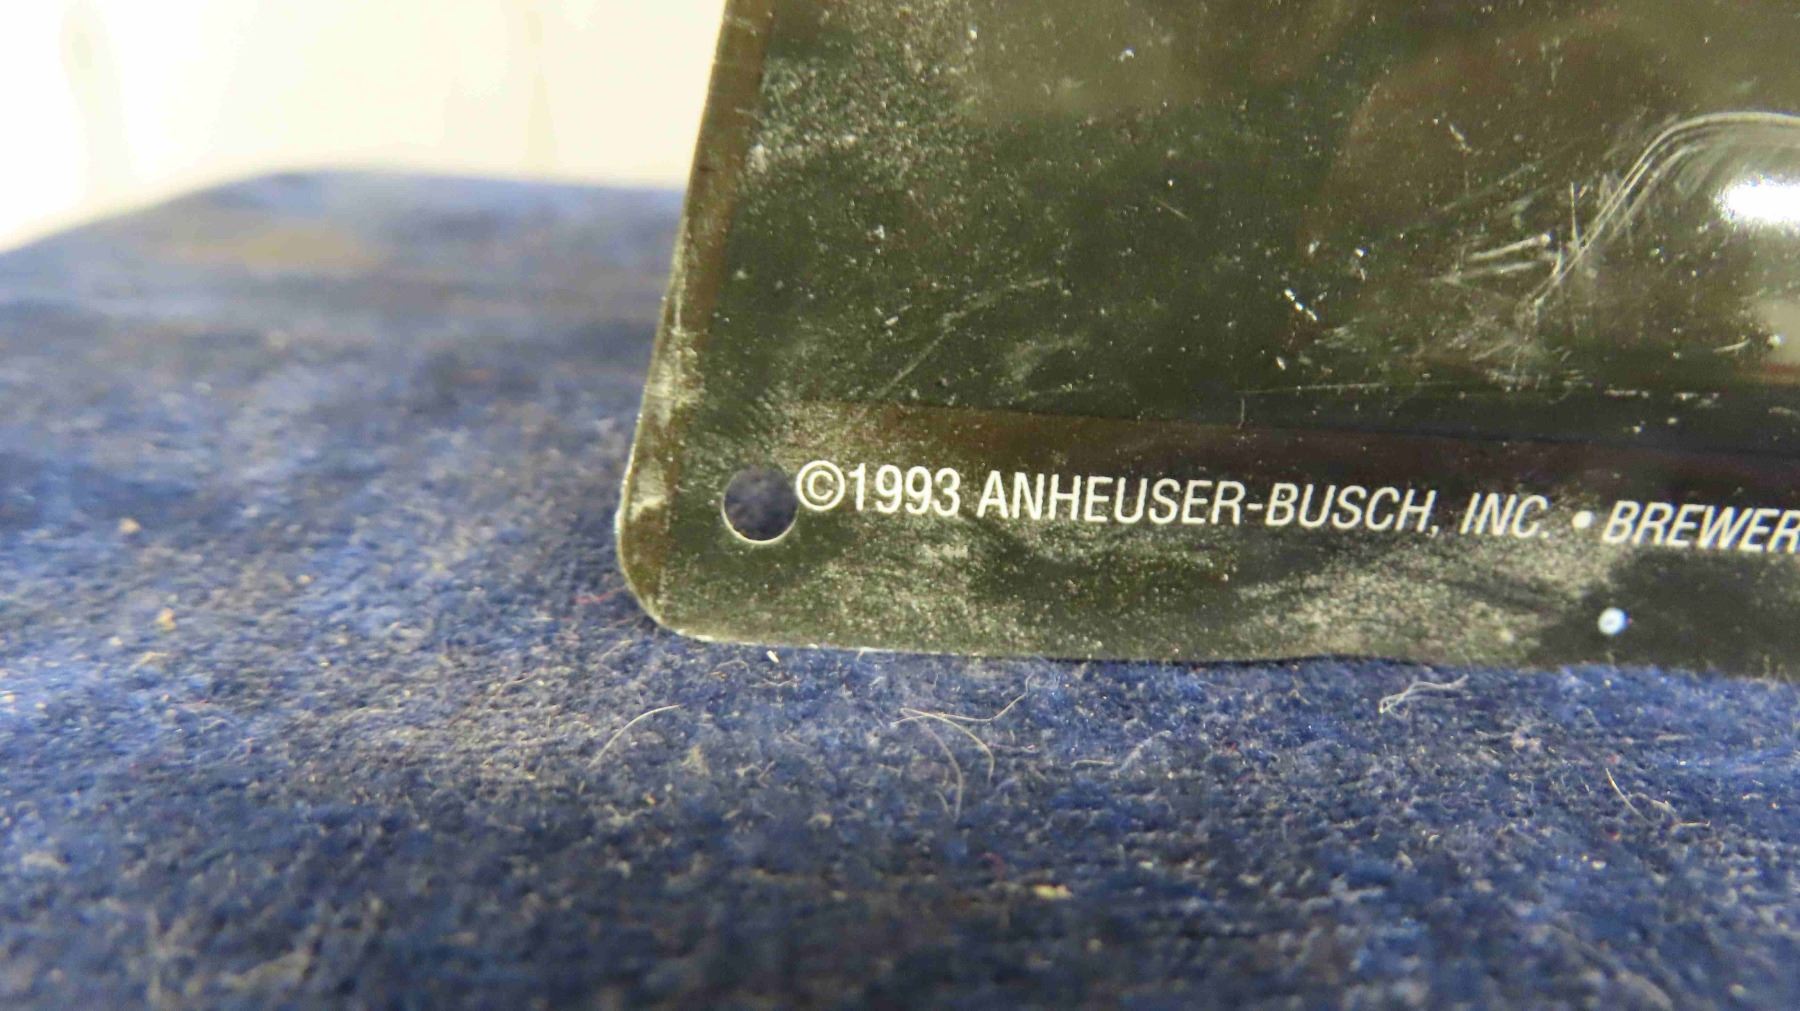 ©1993 ANHEUSER-BUSCH, INC. • BREWER